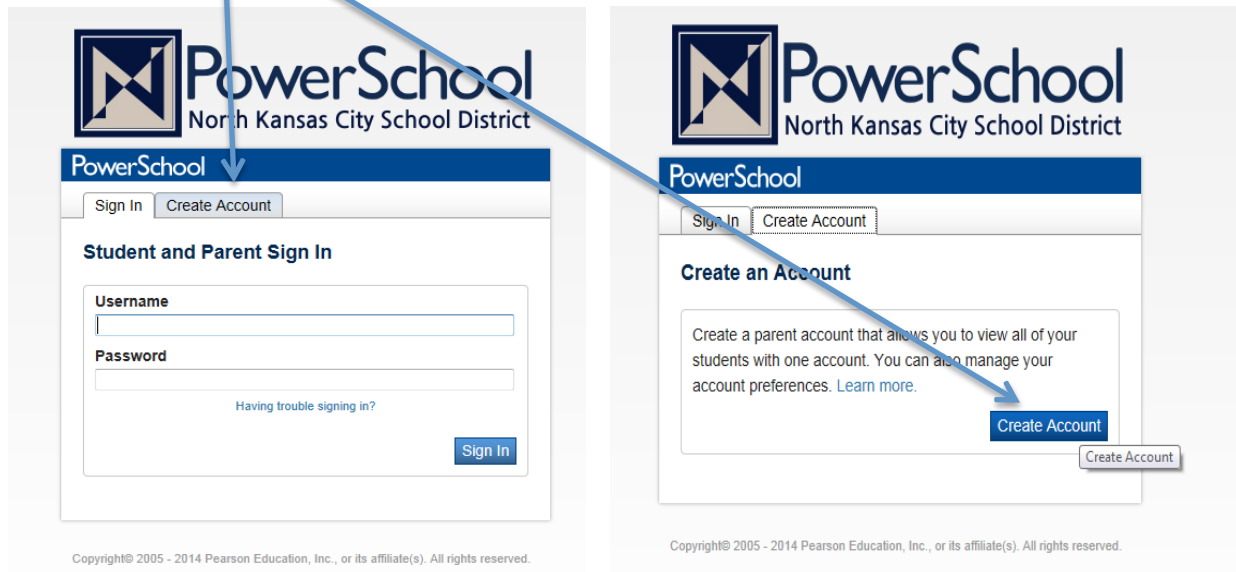 PowerSchool
North Kansas City School District
PowerSchool
Sign In
Create Account
Student and Parent Sign In
Username
Password
Having trouble signing in?
Sign In
Copyright© 2005 - 2014 Pearson Education, Inc., or its affiliate(s). All rights reserved.
PowerSchool
North Kansas City School District
PowerSchool
Sign In
Create Account
Create an Account
Create a parent account that allows you to view all of your
students with one account. You can also manage your
account preferences. Learn more.
Create Account
Create Account
Copyright© 2005 - 2014 Pearson Education, Inc., or its affiliate(s). All rights reserved.